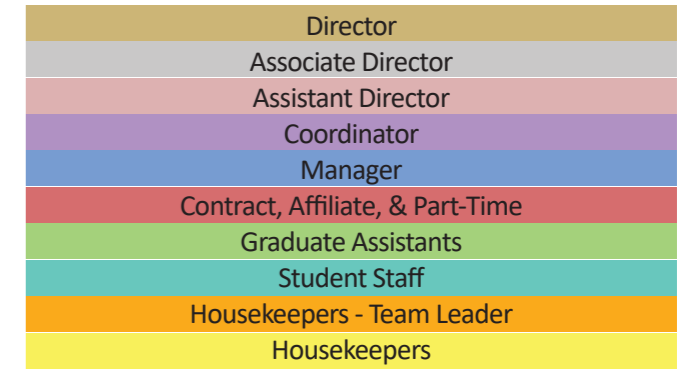 Director
Associate Director
Assistant Director
Coordinator
Manager
Contract, Affiliate, & Part-Time
Graduate Assistants
Student Staff
Housekeepers - Team Leader
Housekeepers